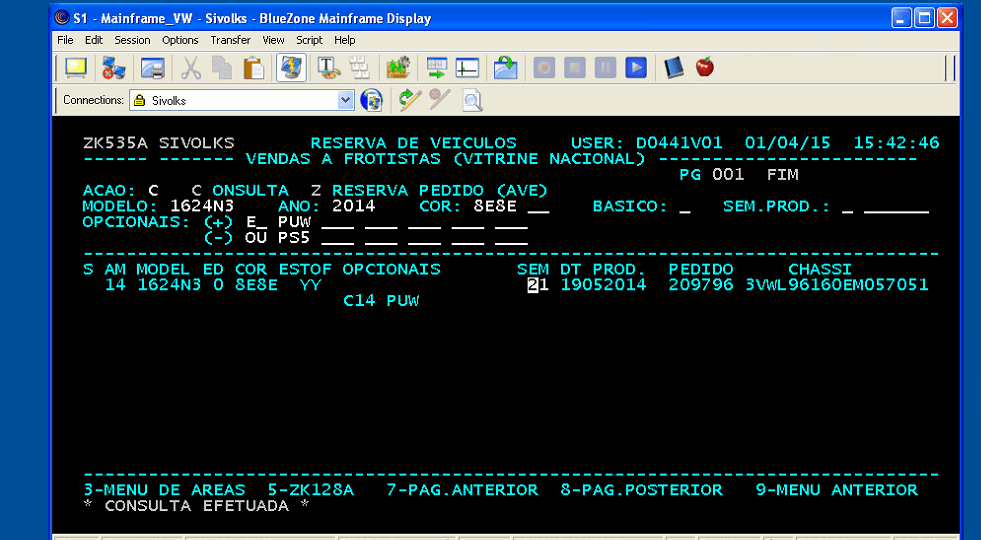 S1 - Mainframe_VW - Sivolks - BlueZone Mainframe Display
File Edit Session Options Transfer View Script Help
Connections: Sivolks
ZK535A SIVOLKS RESERVA DE VEICULOS USER: D0441V01 01/04/15 15:42:46
------ ------- VENDAS A FROTISTAS (VITRINE NACIONAL) ------------------------
PG 001 FIM
ACAO: C C ONSULTA Z RESERVA PEDIDO (AVE)
MODELO: 1624N3 ANO: 2014 COR: 8E8E __ BASICO: _ SEM.PROD.: _ ______
OPCIONAIS: (+) E_ PUW ___ ___ ___ ___ ___
(-) OU PS5 ___ ___ ___ ___ ___
-------------------------------------------------------------------------------
S AM MODEL ED COR ESTOF OPCIONAIS SEM DT PROD. PEDIDO CHASSI
14 1624N3 0 8E8E YY 21 19052014 209796 3VWL96160EM057051
C14 PUW
-------------------------------------------------------------------------------
3-MENU DE AREAS 5-ZK128A 7-PAG.ANTERIOR 8-PAG.POSTERIOR 9-MENU ANTERIOR
* CONSULTA EFETUADA *